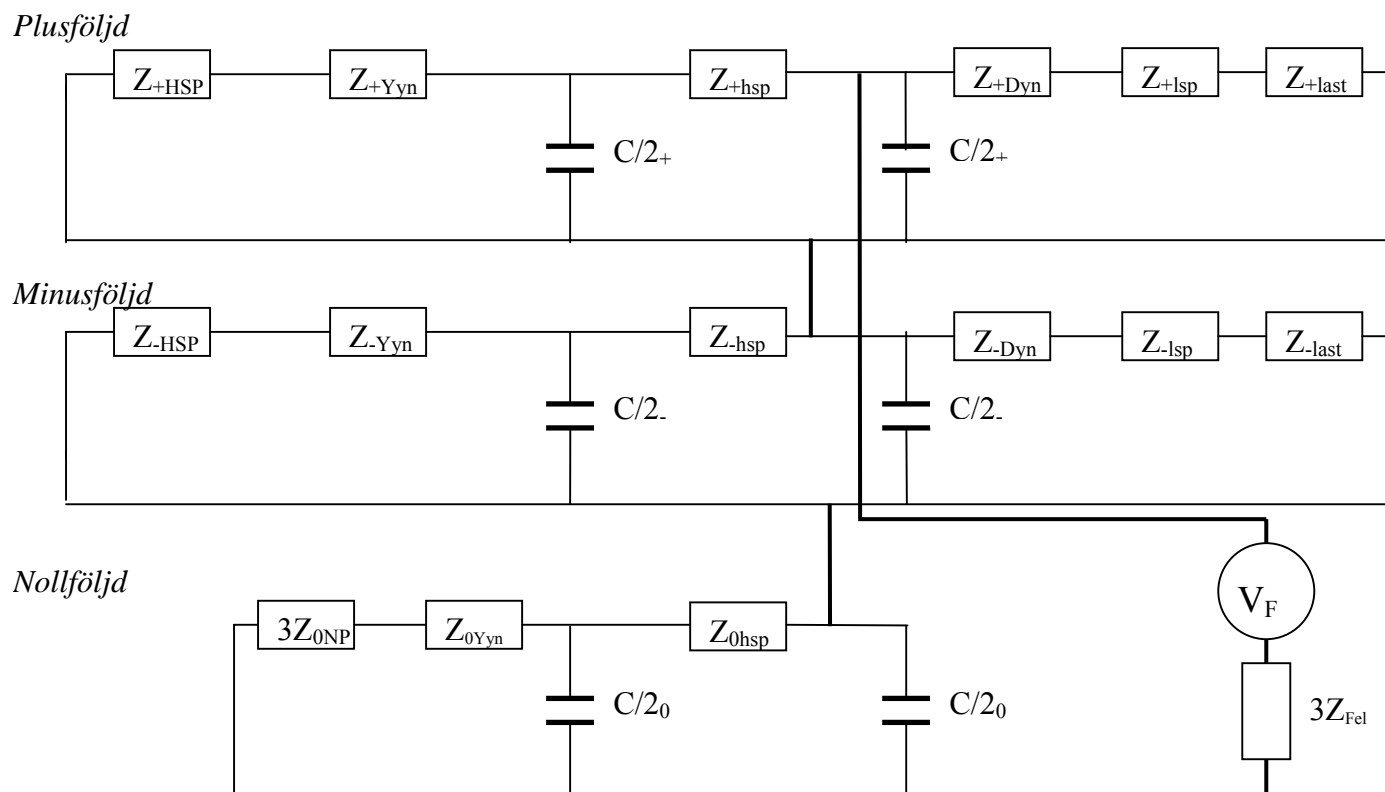 Plusföljd
Z+HSP Z+Yyn Z+hsp Z+Dyn Z+lsp Z+last
C/2+ C/2+
Minusföljd
Z-HSP Z-Yyn Z-hsp Z-Dyn Z-lsp Z-last
C/2- C/2-
Nollföljd
3Z0NP Z0Yyn Z0hsp VF
C/20 C/20 3ZFel